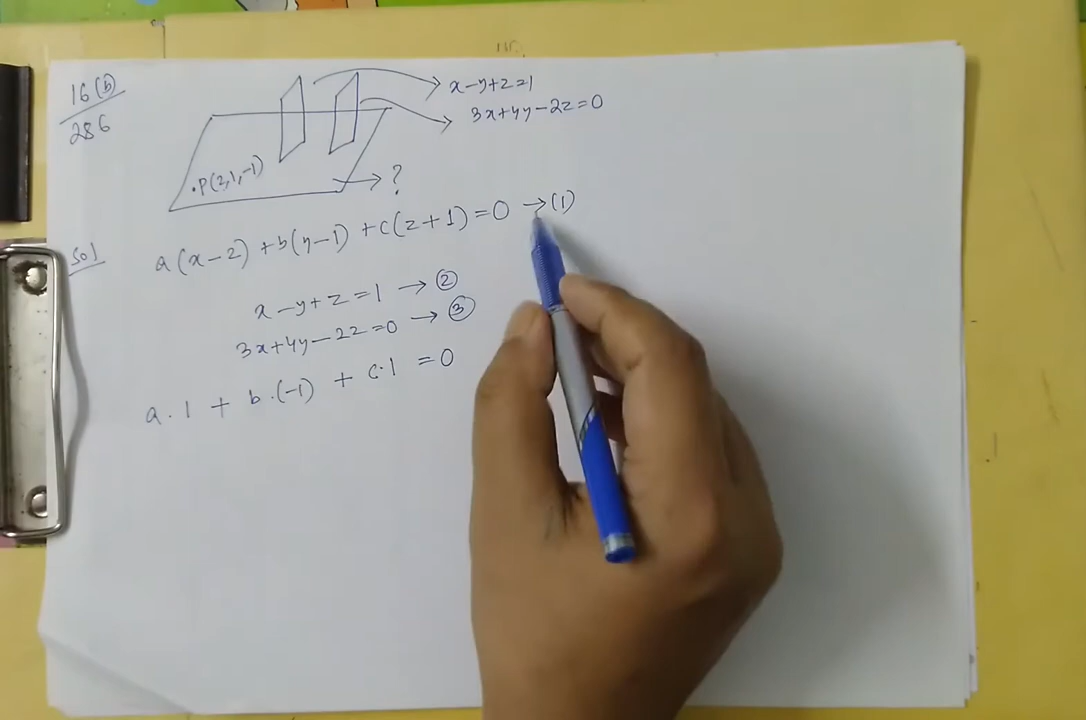 16(b)
286
x-y+z=1
3x+4y-2z=0
.P(2,1,-1)
?
Sol
a(x-2)+b(y-1)+c(z+1)=0 →(1)
x-y+z=1 → ②
3x+4y-2z=0 → ③
a.1 + b.(-1) + c.1 = 0